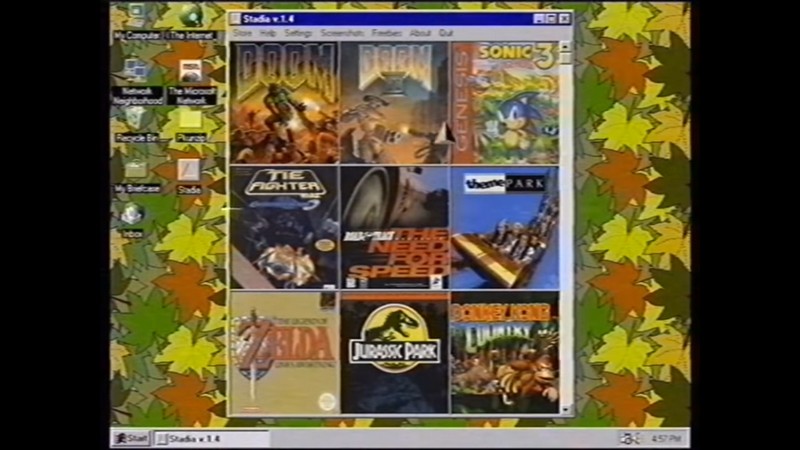 Stadia v.1.4
Store Help Settings Screenshots Freebies About Quit
My Computer
The Internet
Network Neighborhood
The Microsoft Network
Recycle Bin
Pkunzip
My Briefcase
Stadia
Inbox
DOOM
DOOM
II
GENESIS
SONIC
3
TIE
FIGHTER
THE
NEED
FOR
SPEED
theme PARK
THE LEGEND OF
ZELDA
JURASSIC PARK
DONKEY KONG
COUNTRY
Start
Stadia v.1.4
4:57 PM